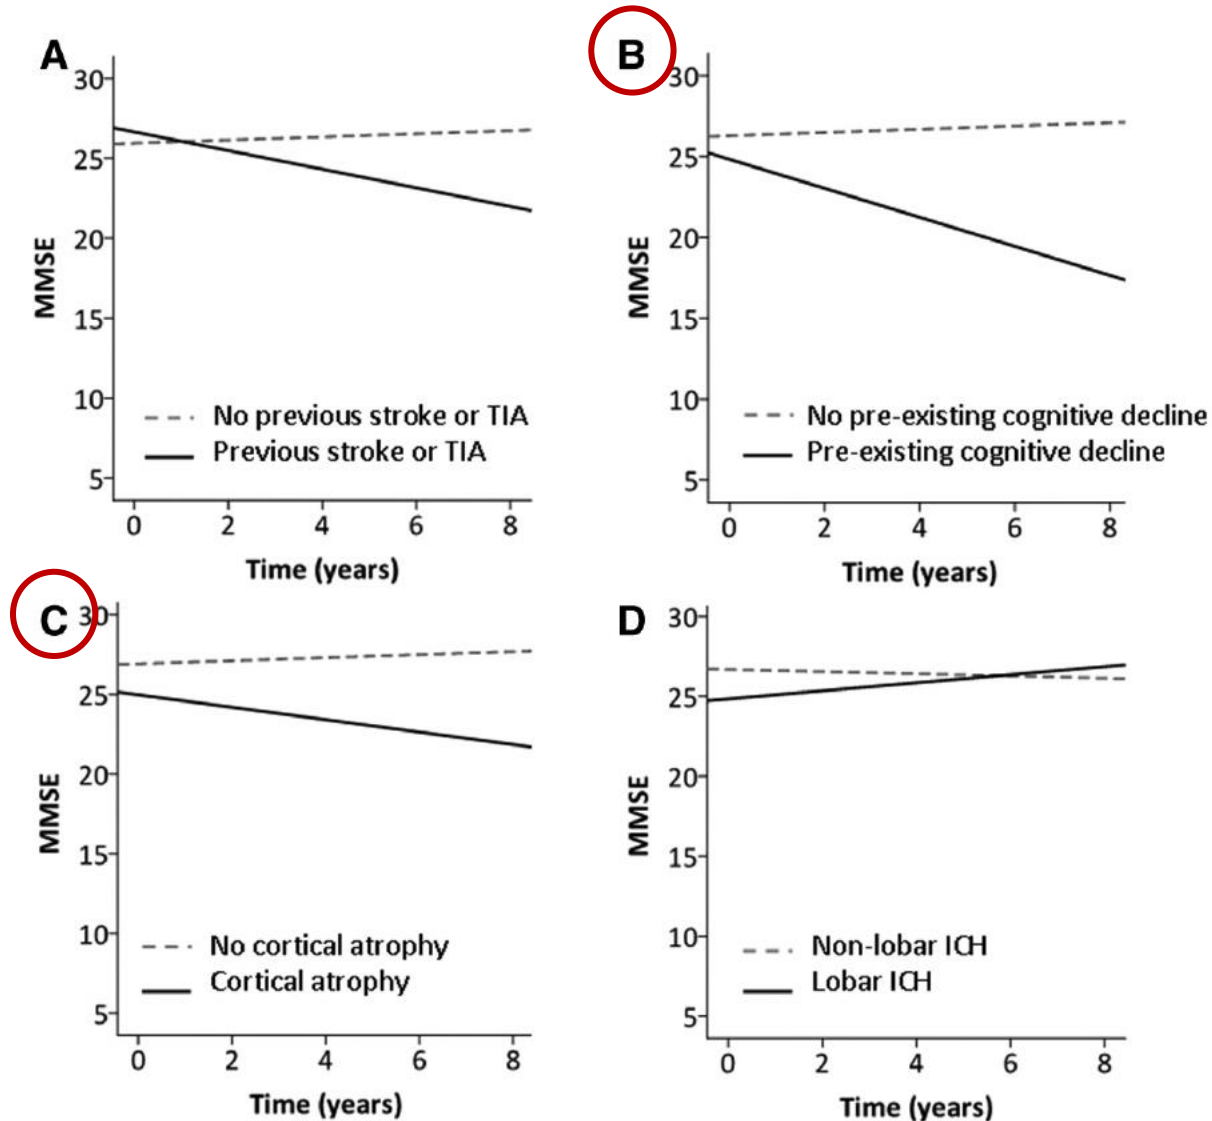 A
30
25
20
15
10
5
MMSE
No previous stroke or TIA
Previous stroke or TIA
0 2 4 6 8
Time (years)
B
30
25
20
15
10
5
MMSE
No pre-existing cognitive decline
Pre-existing cognitive decline
0 2 4 6 8
Time (years)
C
30
25
20
15
10
5
MMSE
No cortical atrophy
Cortical atrophy
0 2 4 6 8
Time (years)
D
30
25
20
15
10
5
MMSE
Non-lobar ICH
Lobar ICH
0 2 4 6 8
Time (years)